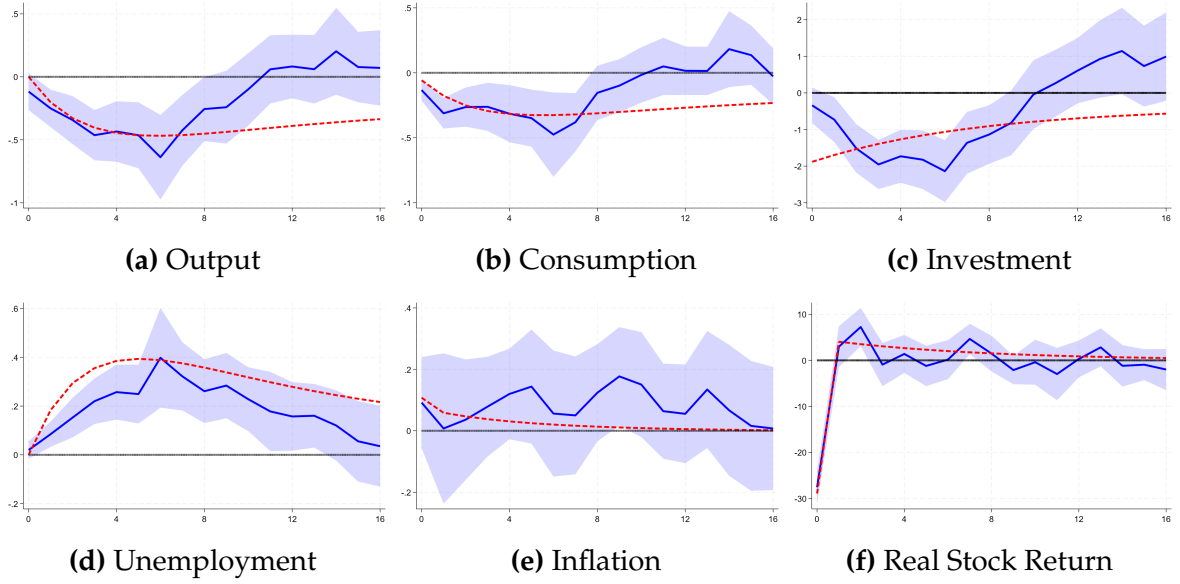 .5
0
-.5
-1
0 4 8 12 16
(a) Output
.5
0
-.5
-1
0 4 8 12 16
(b) Consumption
2
1
0
-1
-2
-3
0 4 8 12 16
(c) Investment
.6
.4
.2
0
-.2
0 4 8 12 16
(d) Unemployment
.4
.2
0
-.2
0 4 8 12 16
(e) Inflation
10
0
-10
-20
-30
0 4 8 12 16
(f) Real Stock Return